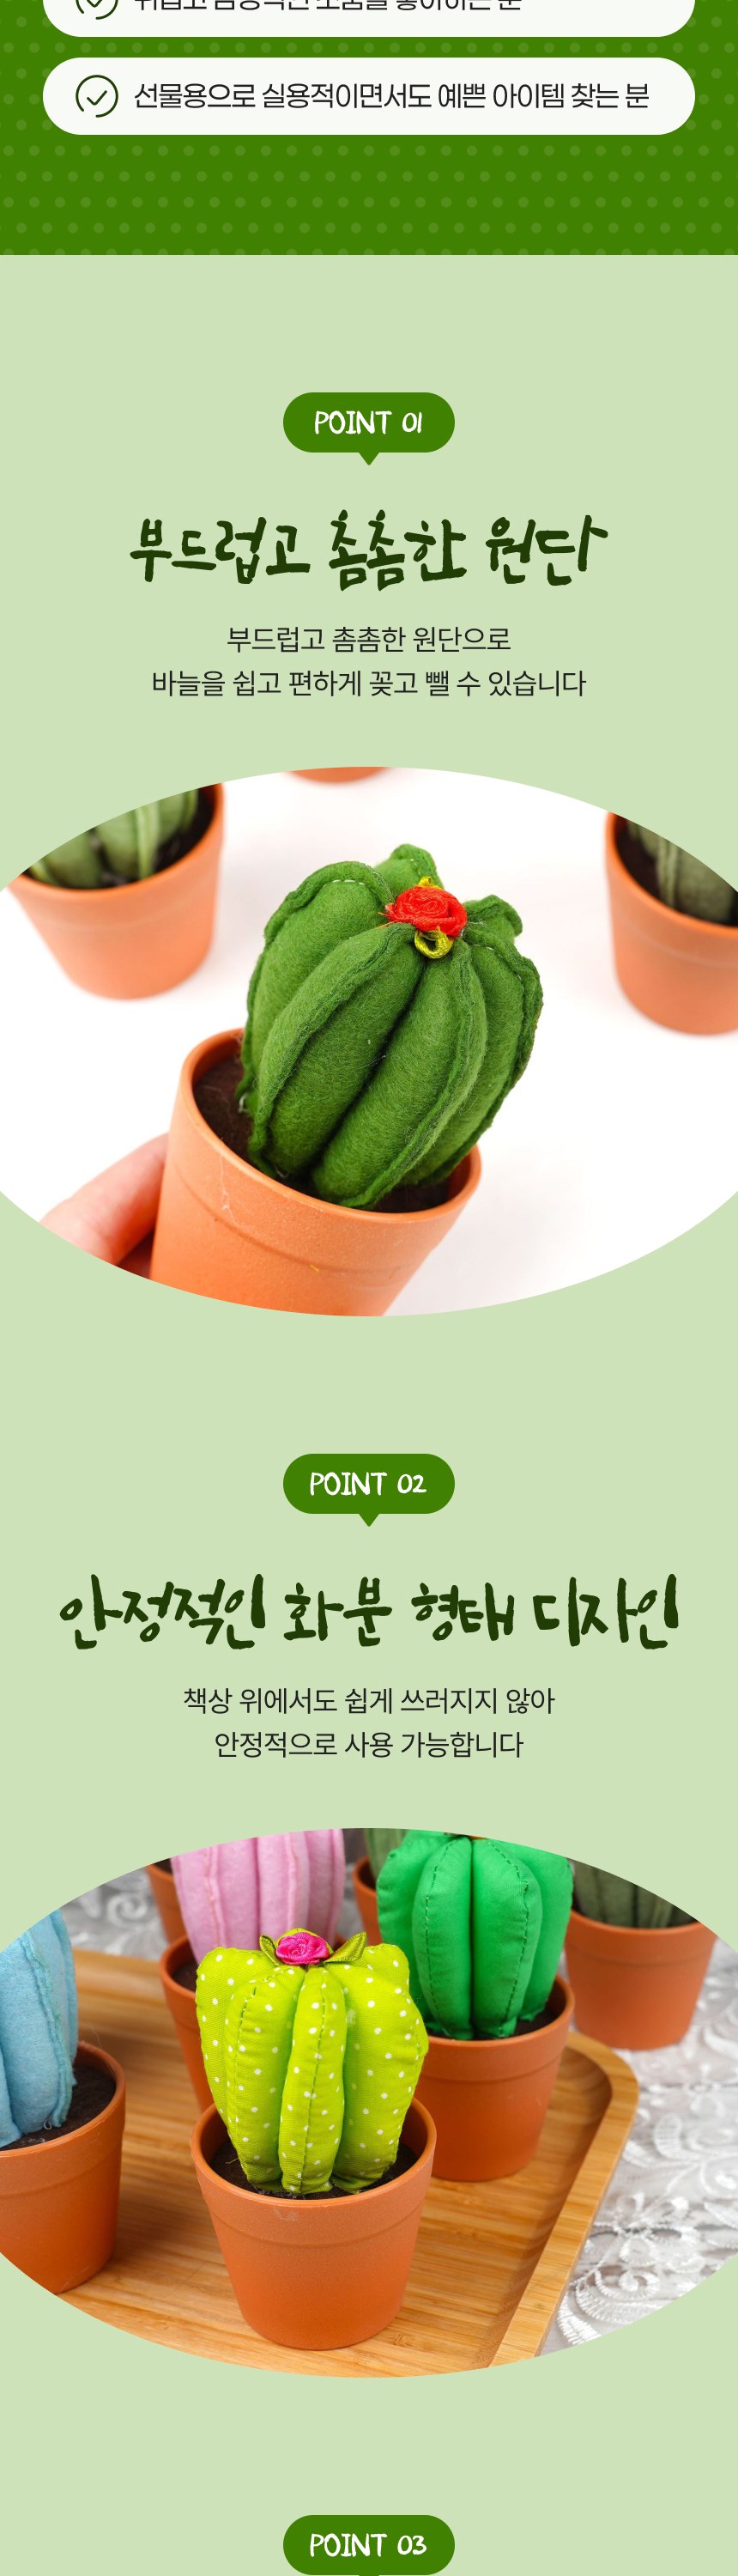 선물용으로 실용적이면서도 예쁜 아이템 찾는 분
POINT 01
부드럽고 촘촘한 원단
부드럽고 촘촘한 원단으로
바늘을 쉽고 편하게 꽂고 뺄 수 있습니다
POINT 02
안정적인 화분 형태 디자인
책상 위에서도 쉽게 쓰러지지 않아
안정적으로 사용 가능합니다
POINT 03